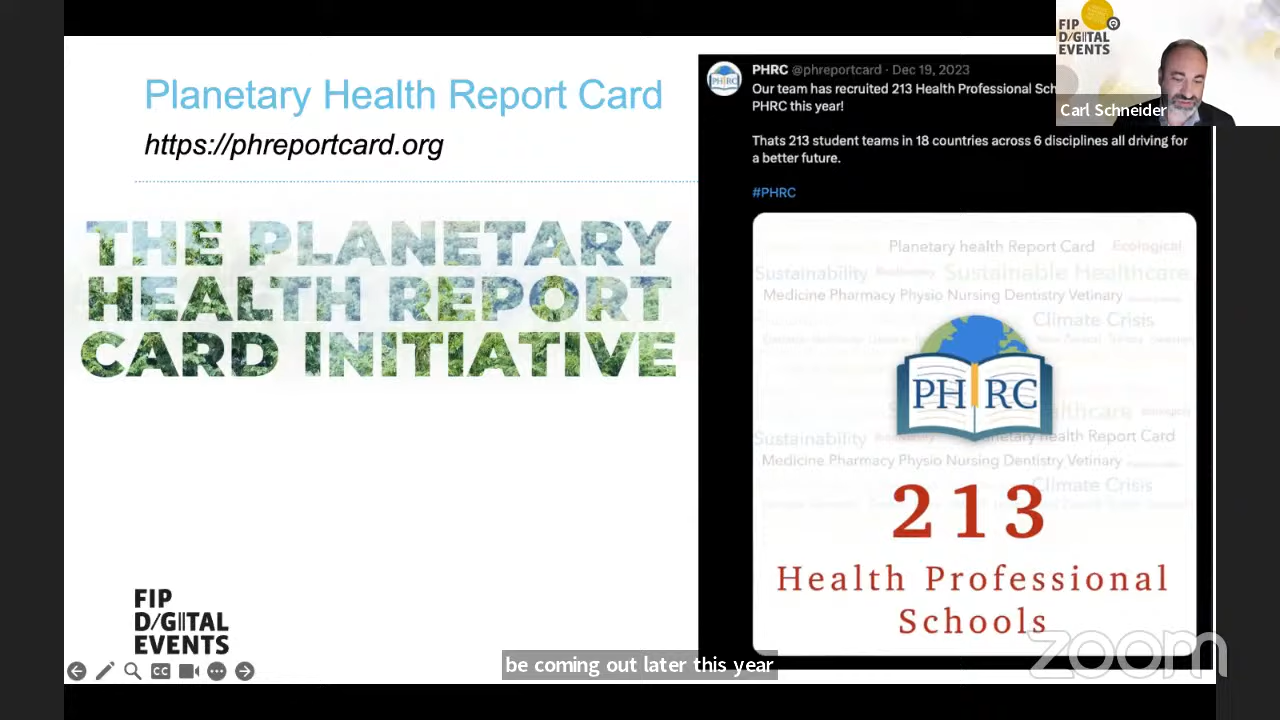 Planetary Health Report Card
https://phreportcard.org
THE PLANETARY
HEALTH REPORT
CARD INITIATIVE
FIP
D/G/TAL
EVENTS
PHRC @phreportcard · Dec 19, 2023
Our team has recruited 213 Health Professional Sch
PHRC this year!
Thats 213 student teams in 18 countries across 6 disciplines all driving for
a better future.
#PHRC
Planetary health Report Card Ecological
Sustainability Sustainable Healthcare
Medicine Pharmacy Physio Nursing Dentistry Vetinary
Climate Crisis
PH RC
Sustainability Report Card
Medicine Pharmacy Physio Nursing Dentistry Vetinary
Climate Crisis
213
Health Professional
Schools
FIP
D/G/TAL
EVENTS
Carl Schneider
CC
be coming out later this year
zoom